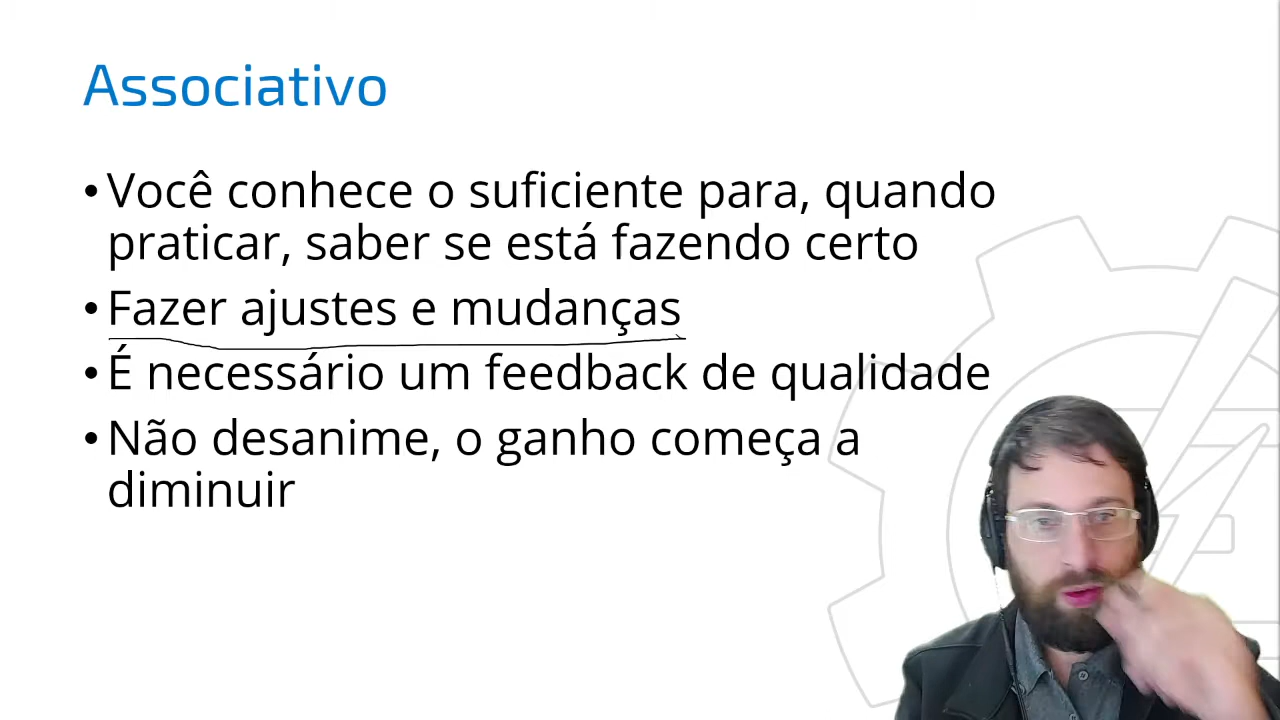 Associativo
• Você conhece o suficiente para, quando
praticar, saber se está fazendo certo
• Fazer ajustes e mudanças
• É necessário um feedback de qualidade
• Não desanime, o ganho começa a
diminuir